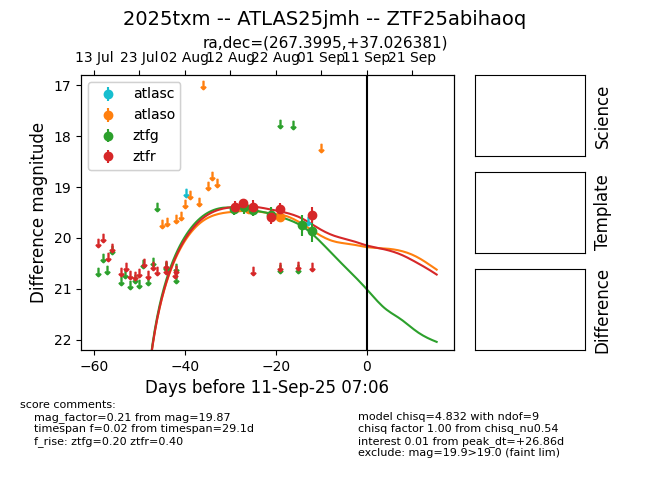 2025txm -- ATLAS25jmh -- ZTF25abihaoq
ra,dec=(267.3995,+37.026381)
13 Jul 23 Jul 02 Aug 12 Aug 22 Aug 01 Sep 11 Sep 21 Sep
atlasc
atlaso
ztfg
ztfr
17
18
19
20
21
22
Difference magnitude
−60 −40 −20 0
Days before 11-Sep-25 07:06
Science
Template
Difference
score comments:
mag_factor=0.21 from mag=19.87
timespan f=0.02 from timespan=29.1d
f_rise: ztfg=0.20 ztfr=0.40
model chisq=4.832 with ndof=9
chisq factor 1.00 from chisq_nu0.54
interest 0.01 from peak_dt=+26.86d
exclude: mag=19.9>19.0 (faint lim)